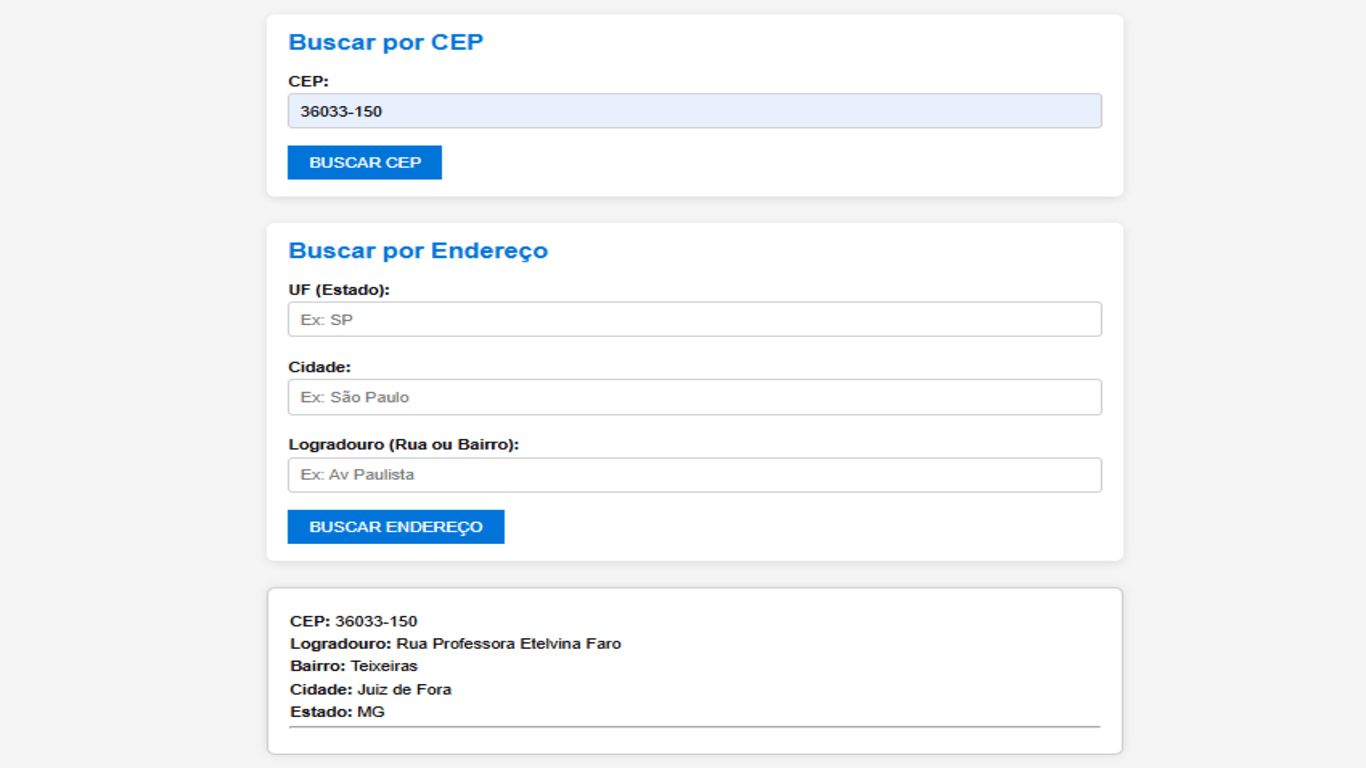 Buscar por CEP
CEP:
36033-150
BUSCAR CEP
Buscar por Endereço
UF (Estado):
Ex: SP
Cidade:
Ex: São Paulo
Logradouro (Rua ou Bairro):
Ex: Av Paulista
BUSCAR ENDEREÇO
CEP: 36033-150
Logradouro: Rua Professora Etelvina Faro
Bairro: Teixeiras
Cidade: Juiz de Fora
Estado: MG